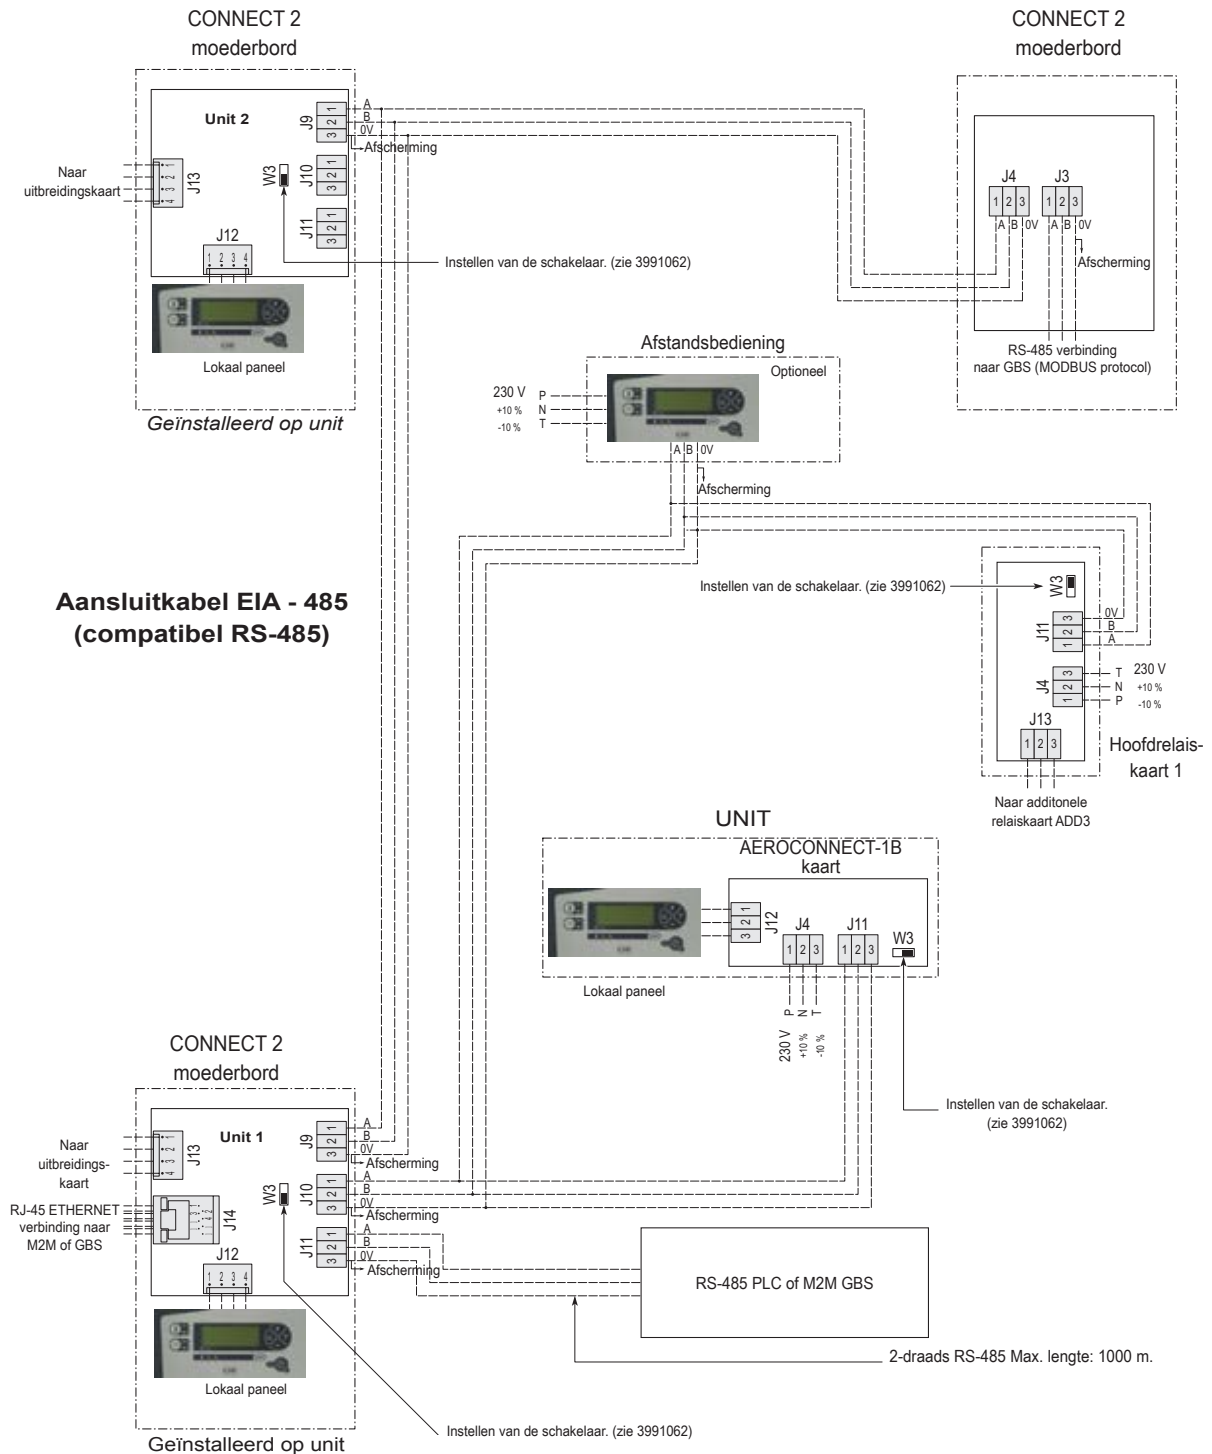 CONNECT 2
moederbord
Unit 2
J9
1
2
3
A
B
0V
Afscherming
J10
1
2
3
J11
1
2
3
W3
J13
1
2
3
4
Naar
uitbreidingskaart
J12
1 2 3 4
Instellen van de schakelaar. (zie 3991062)
Lokaal paneel
Geïnstalleerd op unit
CONNECT 2
moederbord
J4
J3
1 2 3
1 2 3
A B 0V
A B 0V
Afscherming
RS-485 verbinding
naar GBS (MODBUS protocol)
Afstandsbediening
Optioneel
230 V
+10 %
-10 %
P
N
T
A B 0V
Afscherming
Aansluitkabel EIA - 485
(compatibel RS-485)
Instellen van de schakelaar. (zie 3991062)
W3
J11
3
2
1
0V
B
A
J4
3
2
1
T
N
P
230 V
+10 %
-10 %
J13
1 2 3
Hoofdrelais-
kaart 1
Naar additonele
relaiskaart ADD3
UNIT
AEROCONNECT-1B
kaart
J12
1
2
3
J4
1 2 3
J11
1 2 3
W3
Lokaal paneel
P
N
T
230 V
+10 %
-10 %
Instellen van de schakelaar.
(zie 3991062)
CONNECT 2
moederbord
Unit 1
J9
1
2
3
A
B
0V
Afscherming
J10
1
2
3
A
B
0V
Afscherming
J11
1
2
3
A
B
0V
Afscherming
W3
J13
1
2
3
4
Naar
uitbreidings-
kaart
J14
RJ-45 ETHERNET
verbinding naar
M2M of GBS
J12
1 2 3 4
Lokaal paneel
Geïnstalleerd op unit
RS-485 PLC of M2M GBS
2-draads RS-485 Max. lengte: 1000 m.
Instellen van de schakelaar. (zie 3991062)